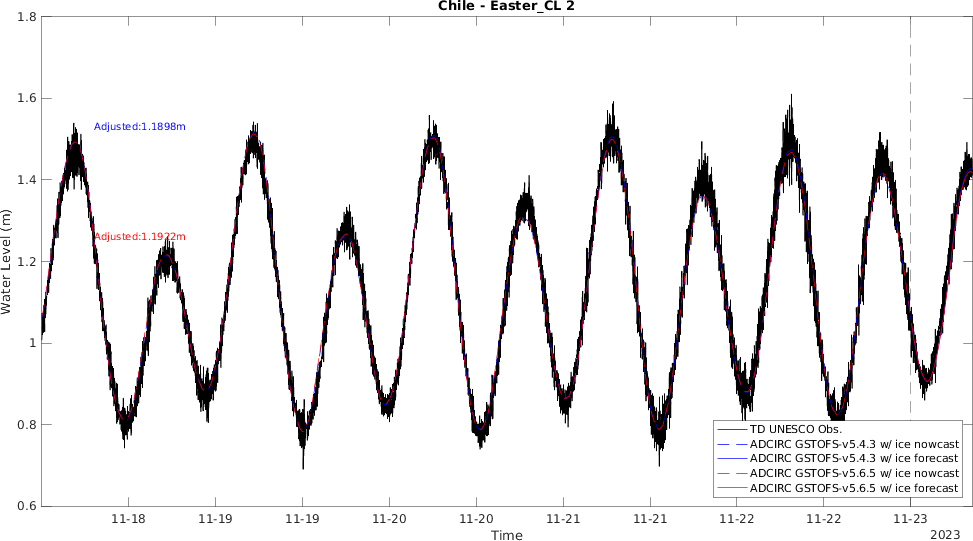 Chile - Easter_CL 2
1.8
1.6
1.4
1.2
1
0.8
0.6
Water Level (m)
Adjusted:1.1898m
Adjusted:1.1922m
TD UNESCO Obs.
ADCIRC GSTOFS-v5.4.3 w/ ice nowcast
ADCIRC GSTOFS-v5.4.3 w/ ice forecast
ADCIRC GSTOFS-v5.6.5 w/ ice nowcast
ADCIRC GSTOFS-v5.6.5 w/ ice forecast
11-18 11-19 11-19 11-20 11-20 11-21 11-21 11-22 11-22 11-23
Time
2023